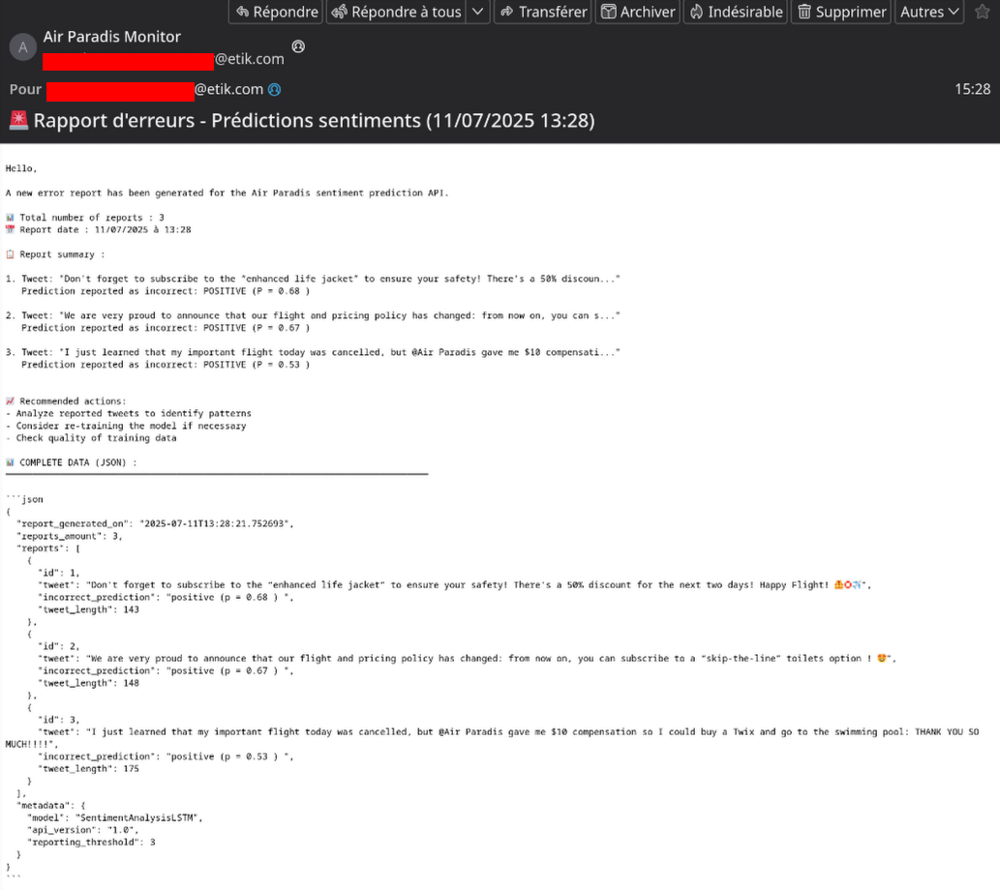 Répondre Répondre à tous Transférer Archiver Indésirable Supprimer Autres
A Air Paradis Monitor
@etik.com
Pour @etik.com 15:28
🚨 Rapport d'erreurs - Prédictions sentiments (11/07/2025 13:28)
Hello,
A new error report has been generated for the Air Paradis sentiment prediction API.
📊 Total number of reports : 3
📅 Report date : 11/07/2025 à 13:28
📋 Report summary :
1. Tweet: "Don't forget to subscribe to the "enhanced life jacket" to ensure your safety! There's a 50% discoun..."
Prediction reported as incorrect: POSITIVE (P = 0.68 )
2. Tweet: "We are very proud to announce that our flight and pricing policy has changed: from now on, you can s..."
Prediction reported as incorrect: POSITIVE (P = 0.67 )
3. Tweet: "I just learned that my important flight today was cancelled, but @Air Paradis gave me $10 compensati..."
Prediction reported as incorrect: POSITIVE (P = 0.53 )
📈 Recommended actions:
- Analyze reported tweets to identify patterns
- Consider re-training the model if necessary
- Check quality of training data
📊 COMPLETE DATA (JSON) :
```json
{
"report_generated_on": "2025-07-11T13:28:21.752693",
"reports_amount": 3,
"reports": [
{
"id": 1,
"tweet": "Don't forget to subscribe to the "enhanced life jacket" to ensure your safety! There's a 50% discount for the next two days! Happy Flight! 🦺⭕✈️",
"incorrect_prediction": "positive (p = 0.68 ) ",
"tweet_length": 143
},
{
"id": 2,
"tweet": "We are very proud to announce that our flight and pricing policy has changed: from now on, you can subscribe to a "skip-the-line" toilets option ! 🤩",
"incorrect_prediction": "positive (p = 0.67 ) ",
"tweet_length": 148
},
{
"id": 3,
"tweet": "I just learned that my important flight today was cancelled, but @Air Paradis gave me $10 compensation so I could buy a Twix and go to the swimming pool: THANK YOU SO
MUCH!!!!",
"incorrect_prediction": "positive (p = 0.53 ) ",
"tweet_length": 175
}
],
"metadata": {
"model": "SentimentAnalysisLSTM",
"api_version": "1.0",
"reporting_threshold": 3
}
}
```